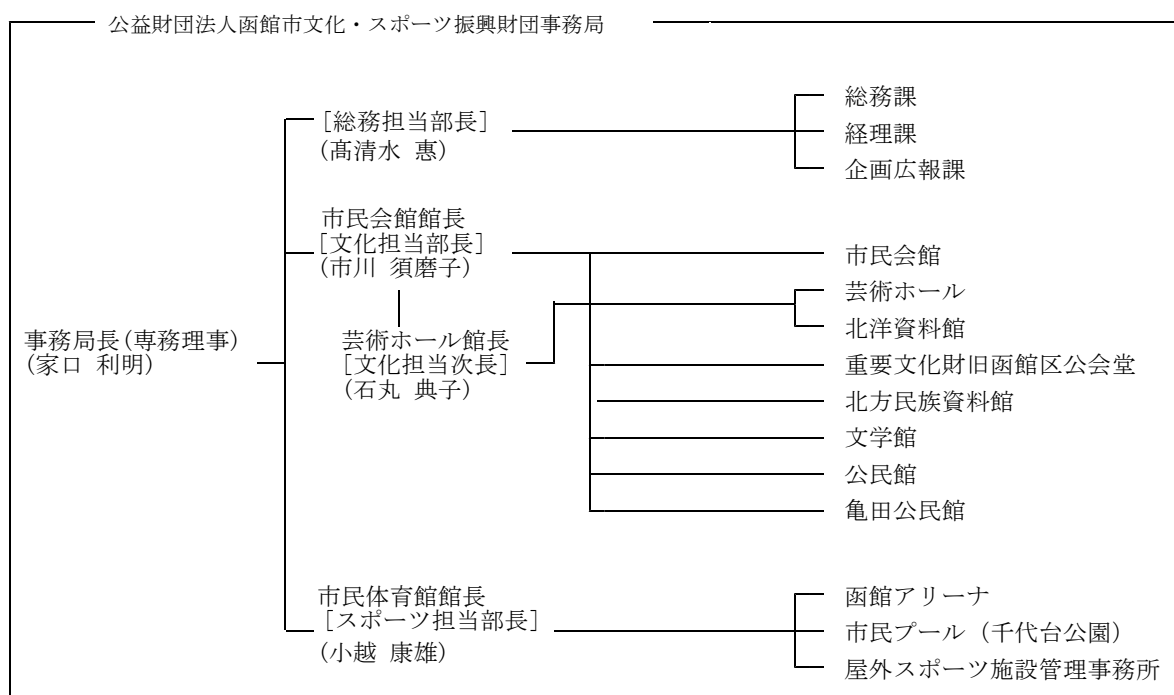 公益財団法人函館市文化・スポーツ振興財団事務局
事務局長(専務理事)
(家口 利明)
[総務担当部長]
(髙清水 惠)
総務課
経理課
企画広報課
市民会館館長
[文化担当部長]
(市川 須磨子)
芸術ホール館長
[文化担当次長]
(石丸 典子)
市民会館
芸術ホール
北洋資料館
重要文化財旧函館区公会堂
北方民族資料館
文学館
公民館
亀田公民館
市民体育館館長
[スポーツ担当部長]
(小越 康雄)
函館アリーナ
市民プール（千代台公園）
屋外スポーツ施設管理事務所